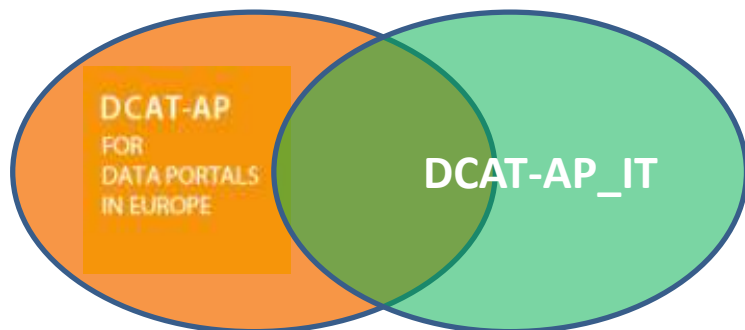 DCAT-AP
FOR
DATA PORTALS
IN EUROPE
DCAT-AP_IT